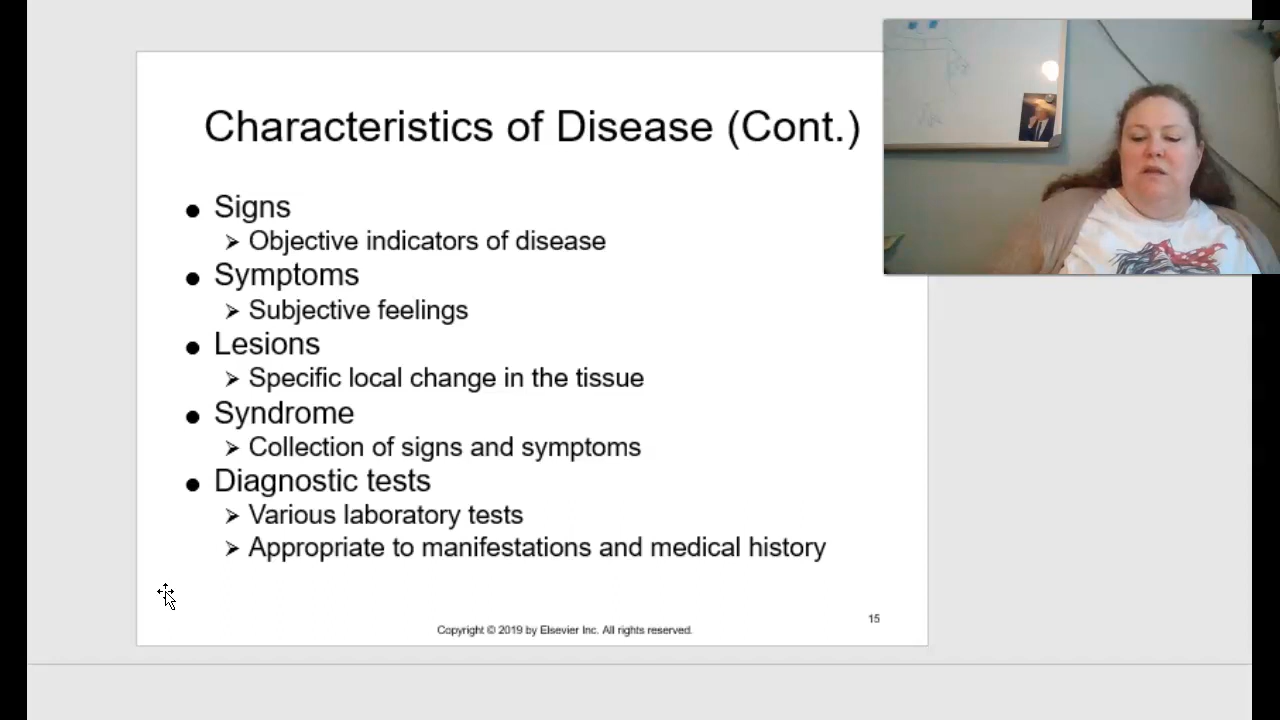 Characteristics of Disease (Cont.)
● Signs
➢ Objective indicators of disease
● Symptoms
➢ Subjective feelings
● Lesions
➢ Specific local change in the tissue
● Syndrome
➢ Collection of signs and symptoms
● Diagnostic tests
➢ Various laboratory tests
➢ Appropriate to manifestations and medical history
15
Copyright © 2019 by Elsevier Inc. All rights reserved.